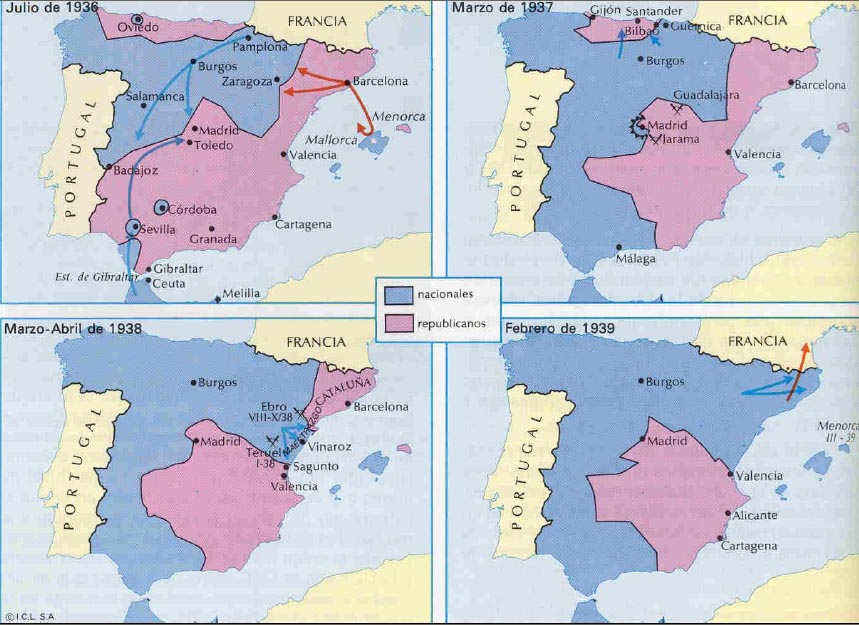 Julio de 1936
FRANCIA
Oviedo
Pamplona
Burgos
Zaragoza
Barcelona
Salamanca
Menorca
Mallorca
Madrid
Toledo
Valencia
Badajoz
PORTUGAL
Córdoba
Sevilla
Granada
Cartagena
Est. de Gibraltar
Gibraltar
Ceuta
Melilla
Marzo de 1937
Gijón
Santander
FRANCIA
Bilbao
Guernica
Burgos
Barcelona
Guadalajara
Madrid
Jarama
Valencia
PORTUGAL
Málaga
nacionales
republicanos
Marzo-Abril de 1938
FRANCIA
Burgos
CATALUÑA
Ebro
VIII-X/38
Barcelona
MAESTRAZGO
Madrid
Teruel
I-38
Vinaroz
Sagunto
Valencia
PORTUGAL
© I.C.L. S.A.
Febrero de 1939
FRANCIA
Burgos
Menorca
III - 39
Madrid
Valencia
PORTUGAL
Alicante
Cartagena